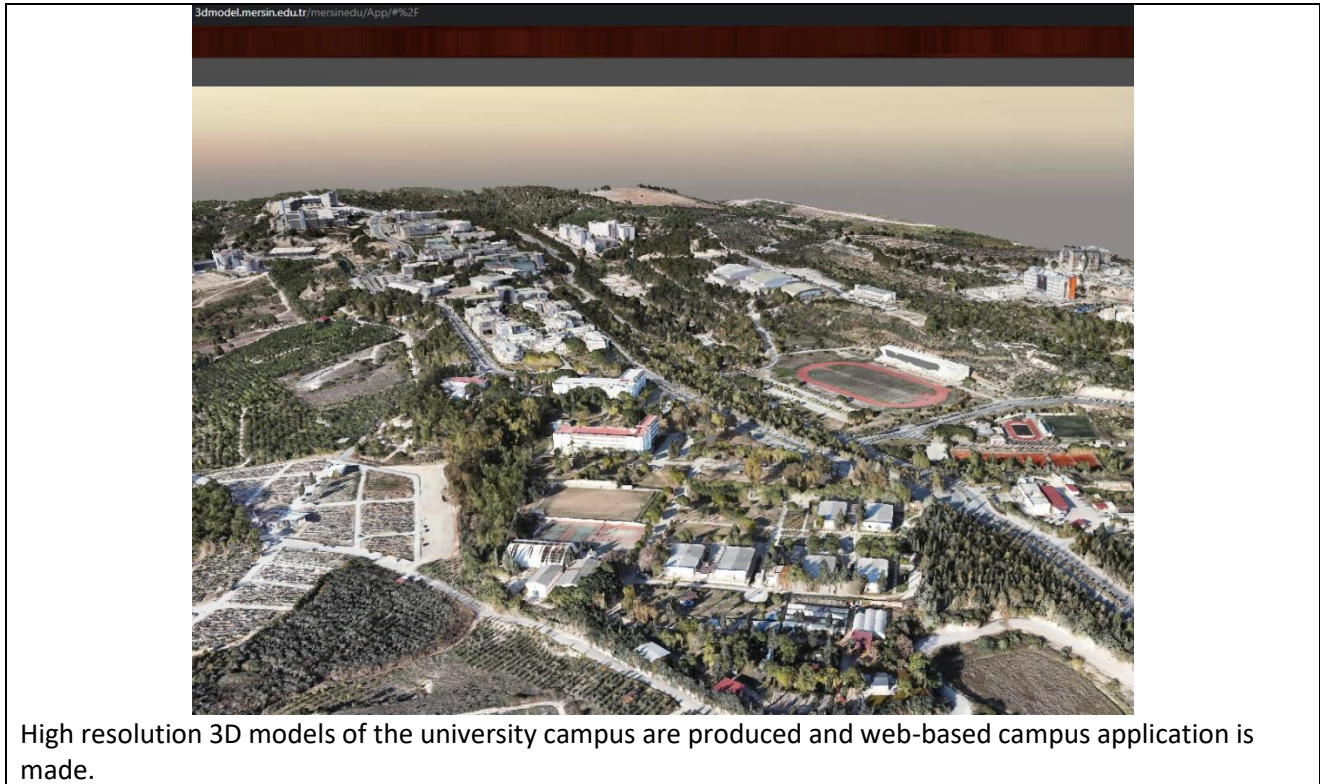 3dmodel.mersin.edu.tr/mersinedu/App/#%2F
High resolution 3D models of the university campus are produced and web-based campus application is
made.